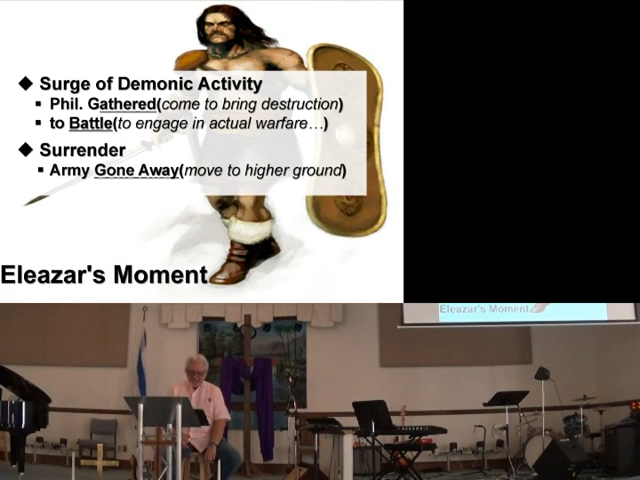 ◆ Surge of Demonic Activity
▪ Phil. Gathered(come to bring destruction)
▪ to Battle(to engage in actual warfare…)
◆ Surrender
▪ Army Gone Away(move to higher ground)
Eleazar's Moment
Eleazar's Moment